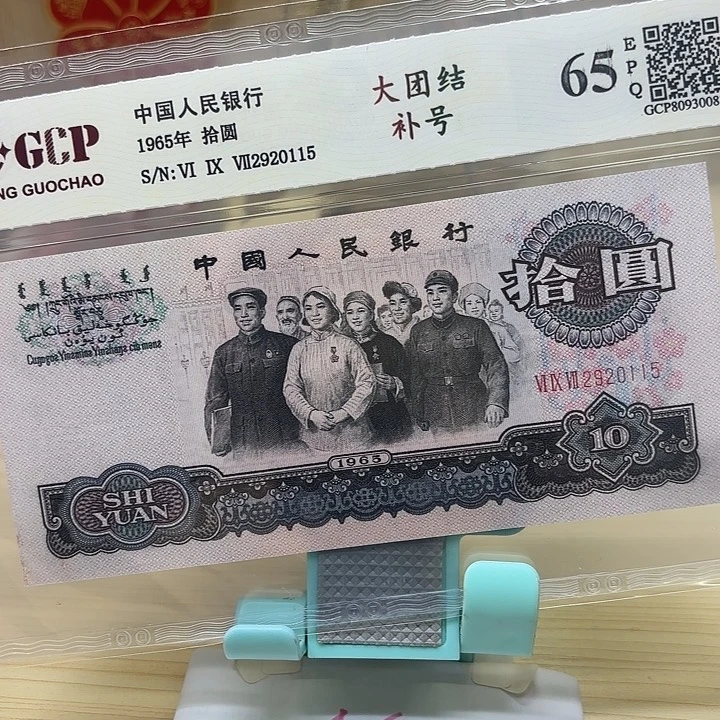 GCP
NG GUOCHAO
中国人民银行
1965年 拾圆
S/N:VI IX VII2920115
大团结
补号
65
EPQ
GCP8093008
中國人民銀行
拾圓
VI IX VII 2920115
1965
10
SHI
YUAN